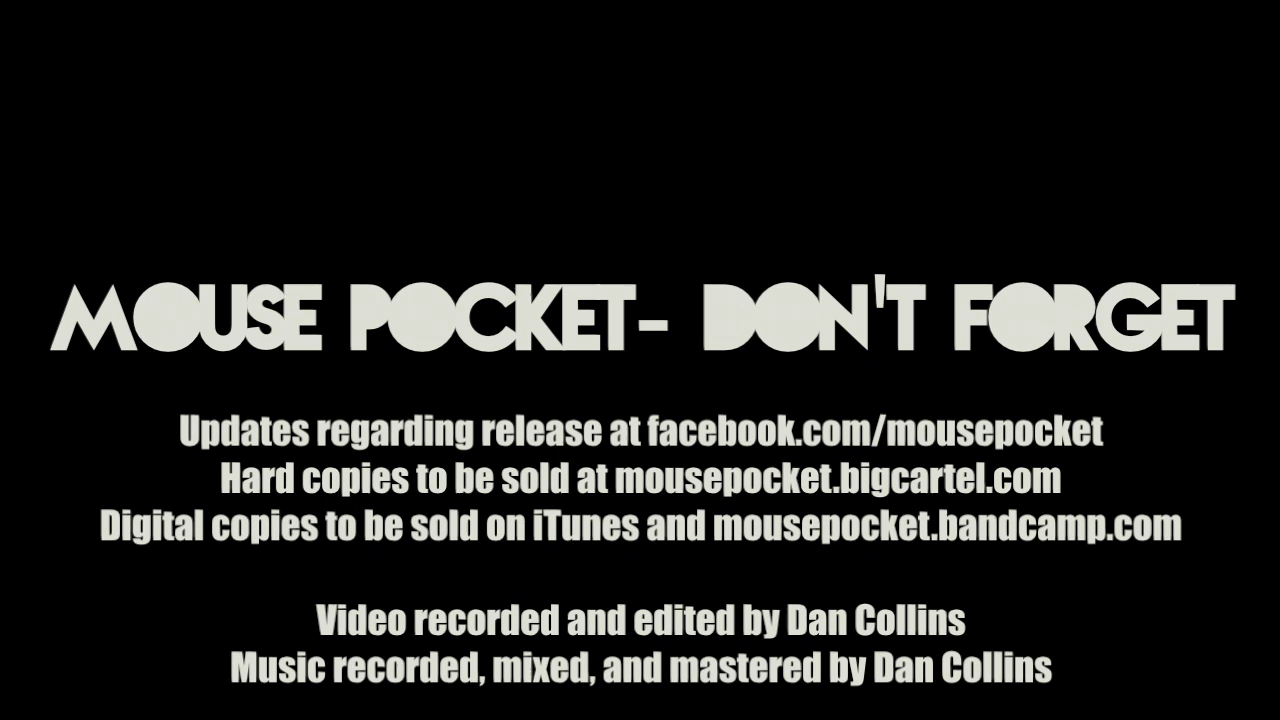 MOUSE POCKET- DON'T FORGET
Updates regarding release at facebook.com/mousepocket
Hard copies to be sold at mousepocket.bigcartel.com
Digital copies to be sold on iTunes and mousepocket.bandcamp.com
Video recorded and edited by Dan Collins
Music recorded, mixed, and mastered by Dan Collins